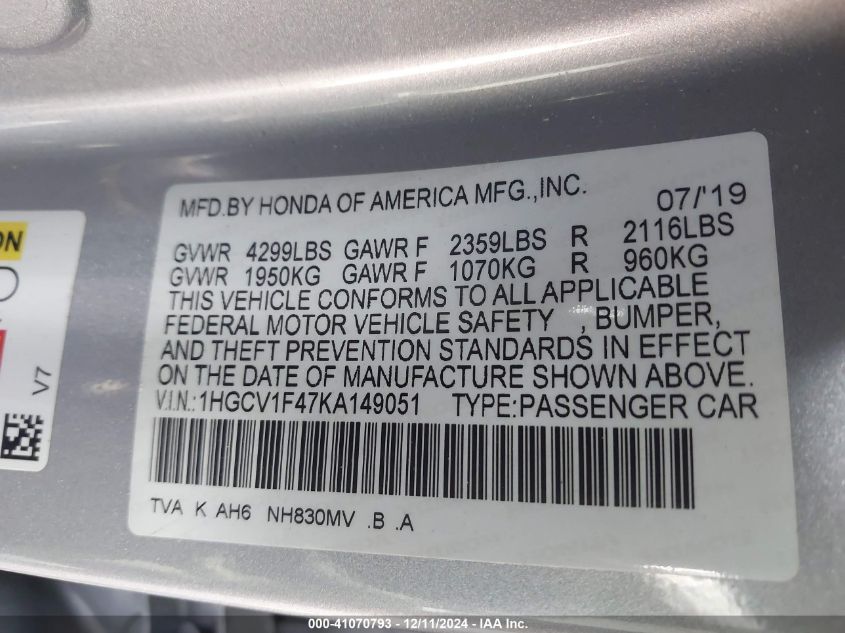 MFD.BY HONDA OF AMERICA MFG.,INC. 07/'19
GVWR 4299LBS GAWR F 2359LBS R 2116LBS
GVWR 1950KG GAWR F 1070KG R 960KG
THIS VEHICLE CONFORMS TO ALL APPLICABLE
FEDERAL MOTOR VEHICLE SAFETY , BUMPER,
AND THEFT PREVENTION STANDARDS IN EFFECT
ON THE DATE OF MANUFACTURE SHOWN ABOVE.
V.I.N.: 1HGCV1F47KA149051 TYPE:PASSENGER CAR
TVA K AH6 NH830MV .B .A
V7
000-41070793 - 12/11/2024 - IAA Inc.